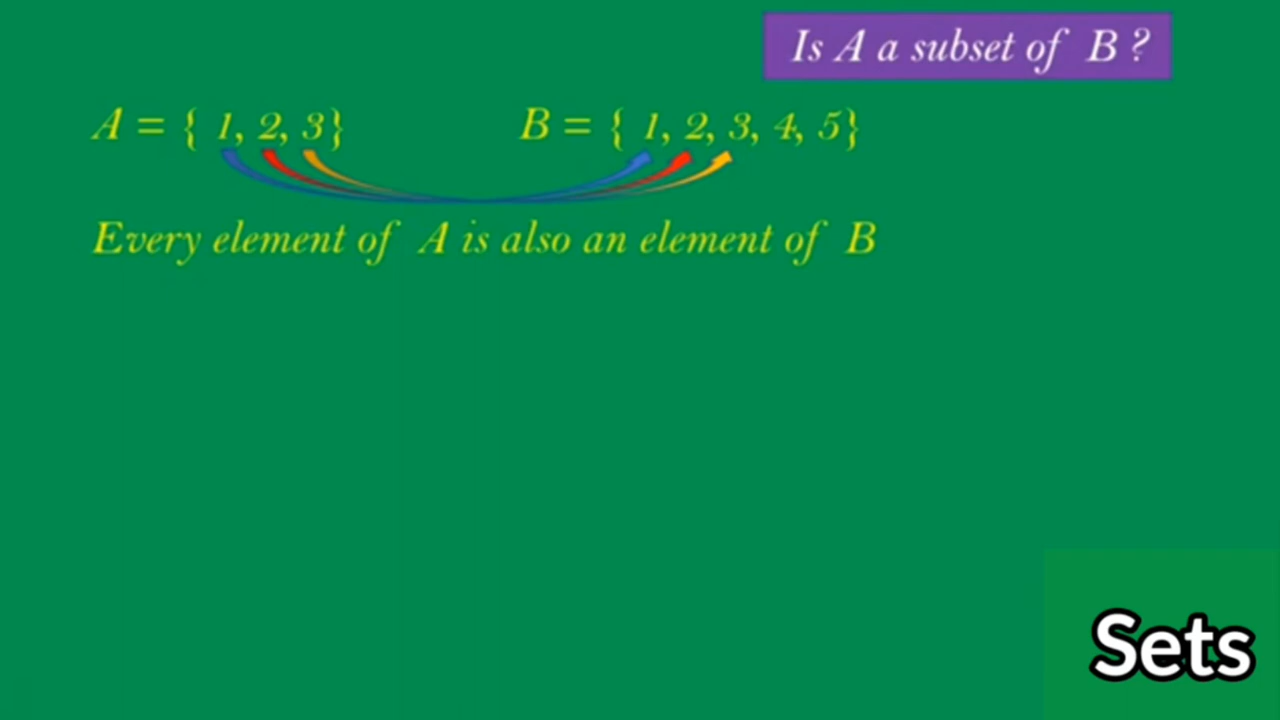 Is A a subset of B ?
A = { 1, 2, 3} B = { 1, 2, 3, 4, 5}
Every element of A is also an element of B
Sets